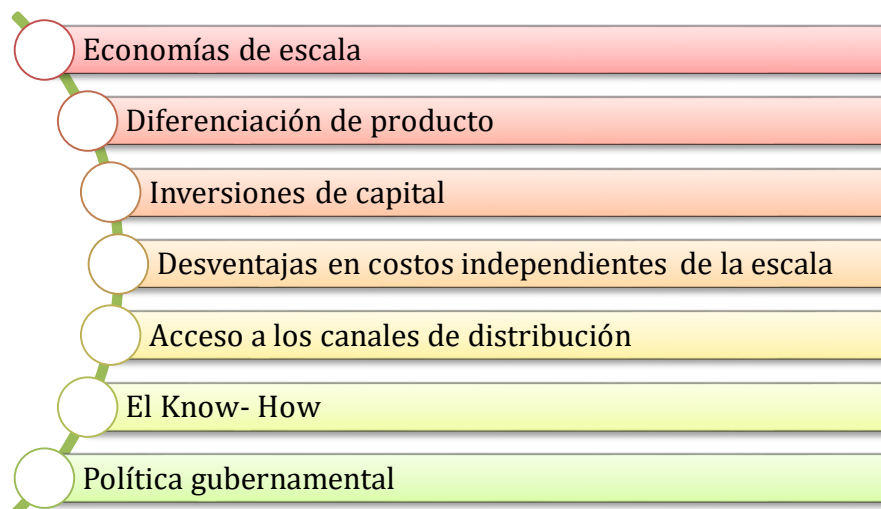 Economías de escala
Diferenciación de producto
Inversiones de capital
Desventajas en costos independientes de la escala
Acceso a los canales de distribución
El Know- How
Política gubernamental